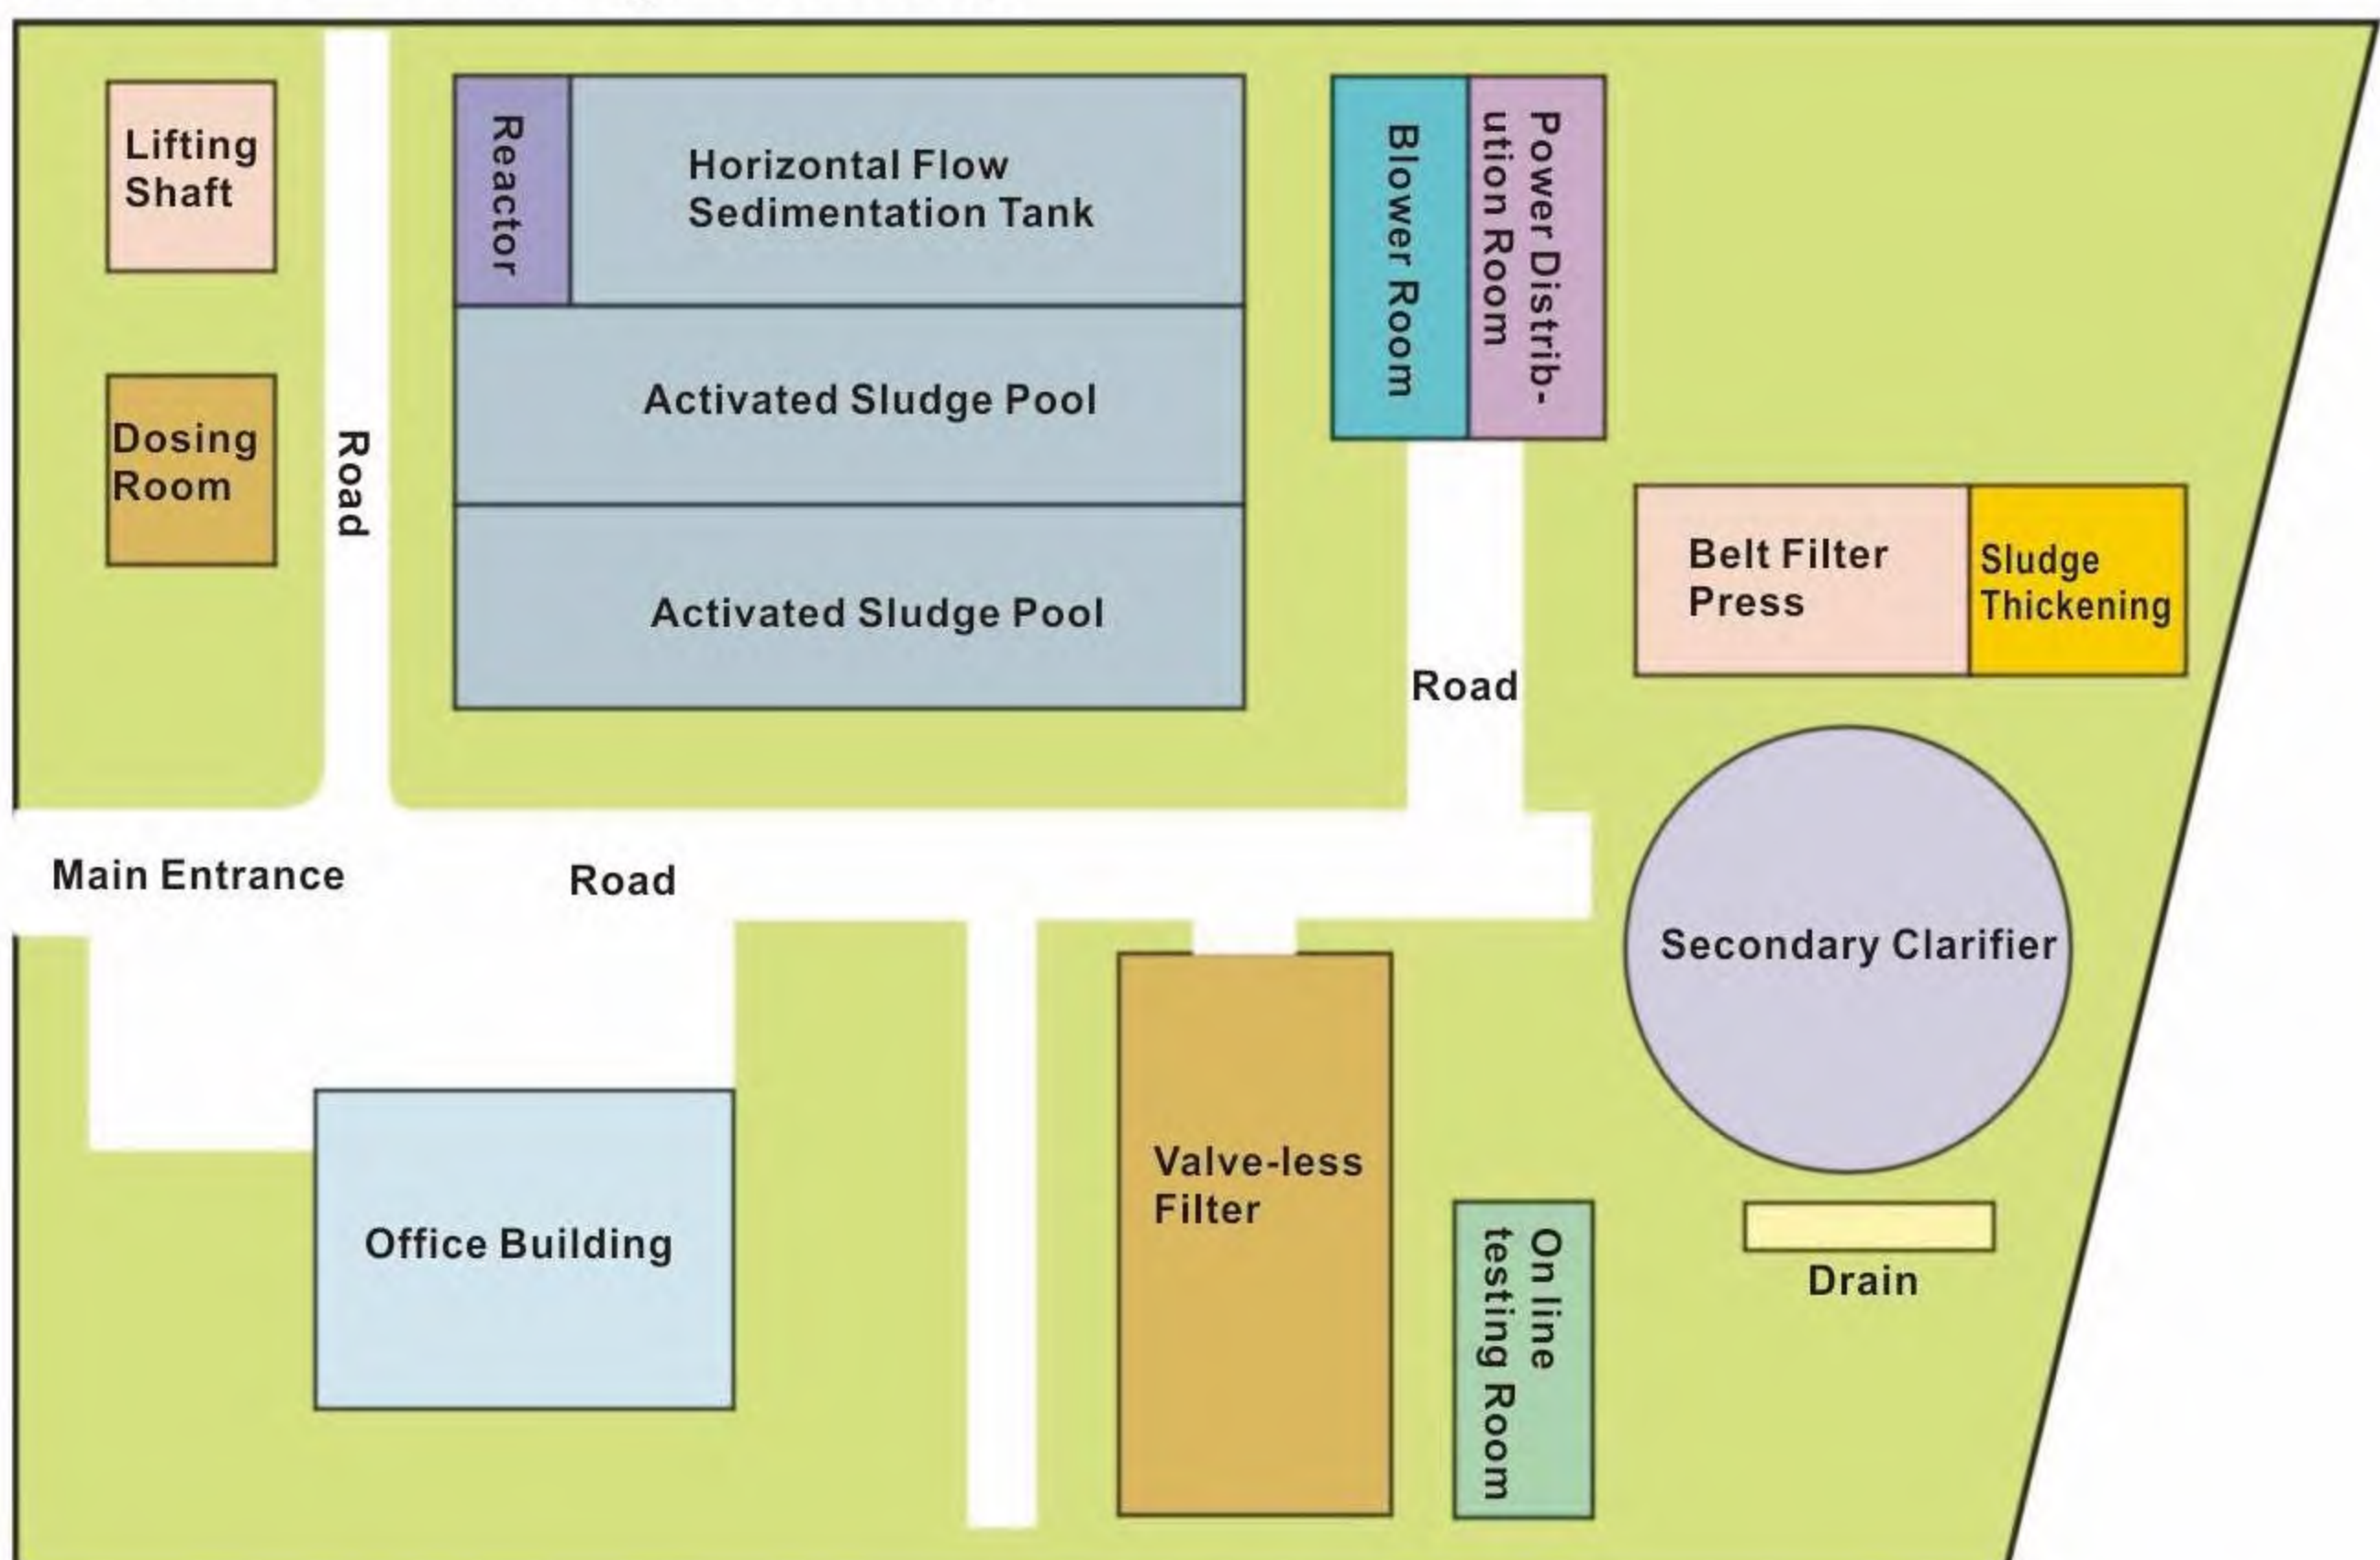 Lifting
Shaft
Reactor
Horizontal Flow
Sedimentation Tank
Blower Room
Power Distrib-
ution Room
Dosing
Room
Road
Activated Sludge Pool
Activated Sludge Pool
Belt Filter
Press
Sludge
Thickening
Road
Main Entrance
Road
Secondary Clarifier
Office Building
Valve-less
Filter
On line
testing Room
Drain